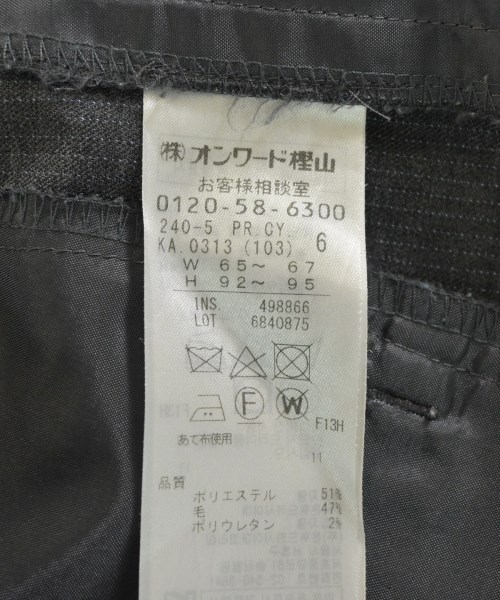 (株)オンワード樫山
お客様相談室
0120-58-6300
240-5 PR.CY.
KA.0313 (103) 6
W 65～ 67
H 92～ 95
INS. 498866
LOT 6840875
F W
F13H
あて布使用
11
品質
ポリエステル 51%
毛 47%
ポリウレタン 2%